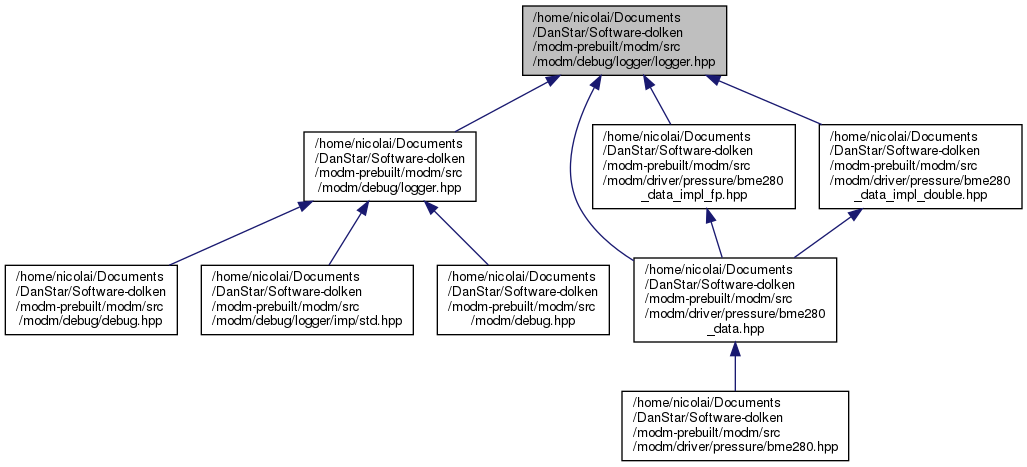 /home/nicolai/Documents
/DanStar/Software-dolken
/modm-prebuilt/modm/src
/modm/debug/logger/logger.hpp
/home/nicolai/Documents
/DanStar/Software-dolken
/modm-prebuilt/modm/src
/modm/debug/logger.hpp
/home/nicolai/Documents
/DanStar/Software-dolken
/modm-prebuilt/modm/src
/modm/driver/pressure/bme280
_data_impl_fp.hpp
/home/nicolai/Documents
/DanStar/Software-dolken
/modm-prebuilt/modm/src
/modm/driver/pressure/bme280
_data_impl_double.hpp
/home/nicolai/Documents
/DanStar/Software-dolken
/modm-prebuilt/modm/src
/modm/debug/debug.hpp
/home/nicolai/Documents
/DanStar/Software-dolken
/modm-prebuilt/modm/src
/modm/debug/logger/imp/std.hpp
/home/nicolai/Documents
/DanStar/Software-dolken
/modm-prebuilt/modm/src
/modm/debug.hpp
/home/nicolai/Documents
/DanStar/Software-dolken
/modm-prebuilt/modm/src
/modm/driver/pressure/bme280
_data.hpp
/home/nicolai/Documents
/DanStar/Software-dolken
/modm-prebuilt/modm/src
/modm/driver/pressure/bme280.hpp